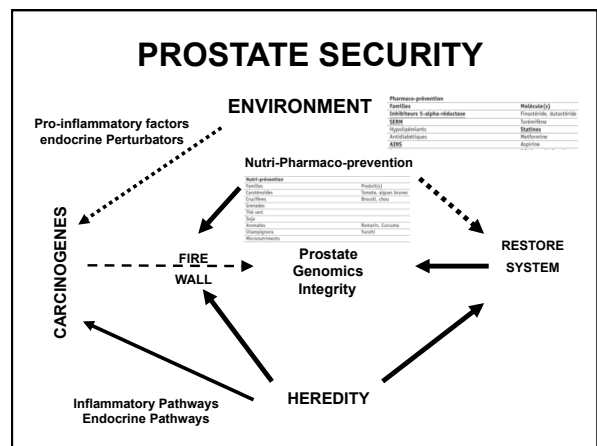 PROSTATE SECURITY
ENVIRONMENT
Pharmaco-prévention
Familles Molécule(s)
Inhibiteurs 5-alpha-réductase Finastéride, dutastéride
SERM Torémifène
Hypolipémiants Statines
Antidiabétiques Metformine
AINS Aspirine
Pro-inflammatory factors
endocrine Perturbators
Nutri-Pharmaco-prevention
Nutri-prévention
Familles Produit(s)
Caroténoïdes Tomate, algues brunes
Crucifères Brocoli, chou
Grenades
Thé vert
Soja
Aromates Romarin, Curcuma
Champignons Yunzhi
Micronutriments
CARCINOGENES
FIRE
WALL
Prostate
Genomics
Integrity
RESTORE
SYSTEM
HEREDITY
Inflammatory Pathways
Endocrine Pathways